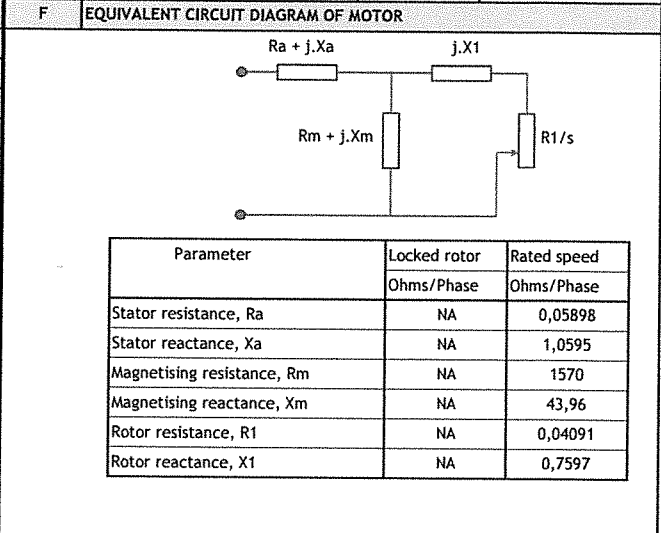 F EQUIVALENT CIRCUIT DIAGRAM OF MOTOR
Ra + j.Xa j.X1
Rm + j.Xm R1/s
Parameter Locked rotor Rated speed
Ohms/Phase Ohms/Phase
Stator resistance, Ra NA 0,05898
Stator reactance, Xa NA 1,0595
Magnetising resistance, Rm NA 1570
Magnetising reactance, Xm NA 43,96
Rotor resistance, R1 NA 0,04091
Rotor reactance, X1 NA 0,7597